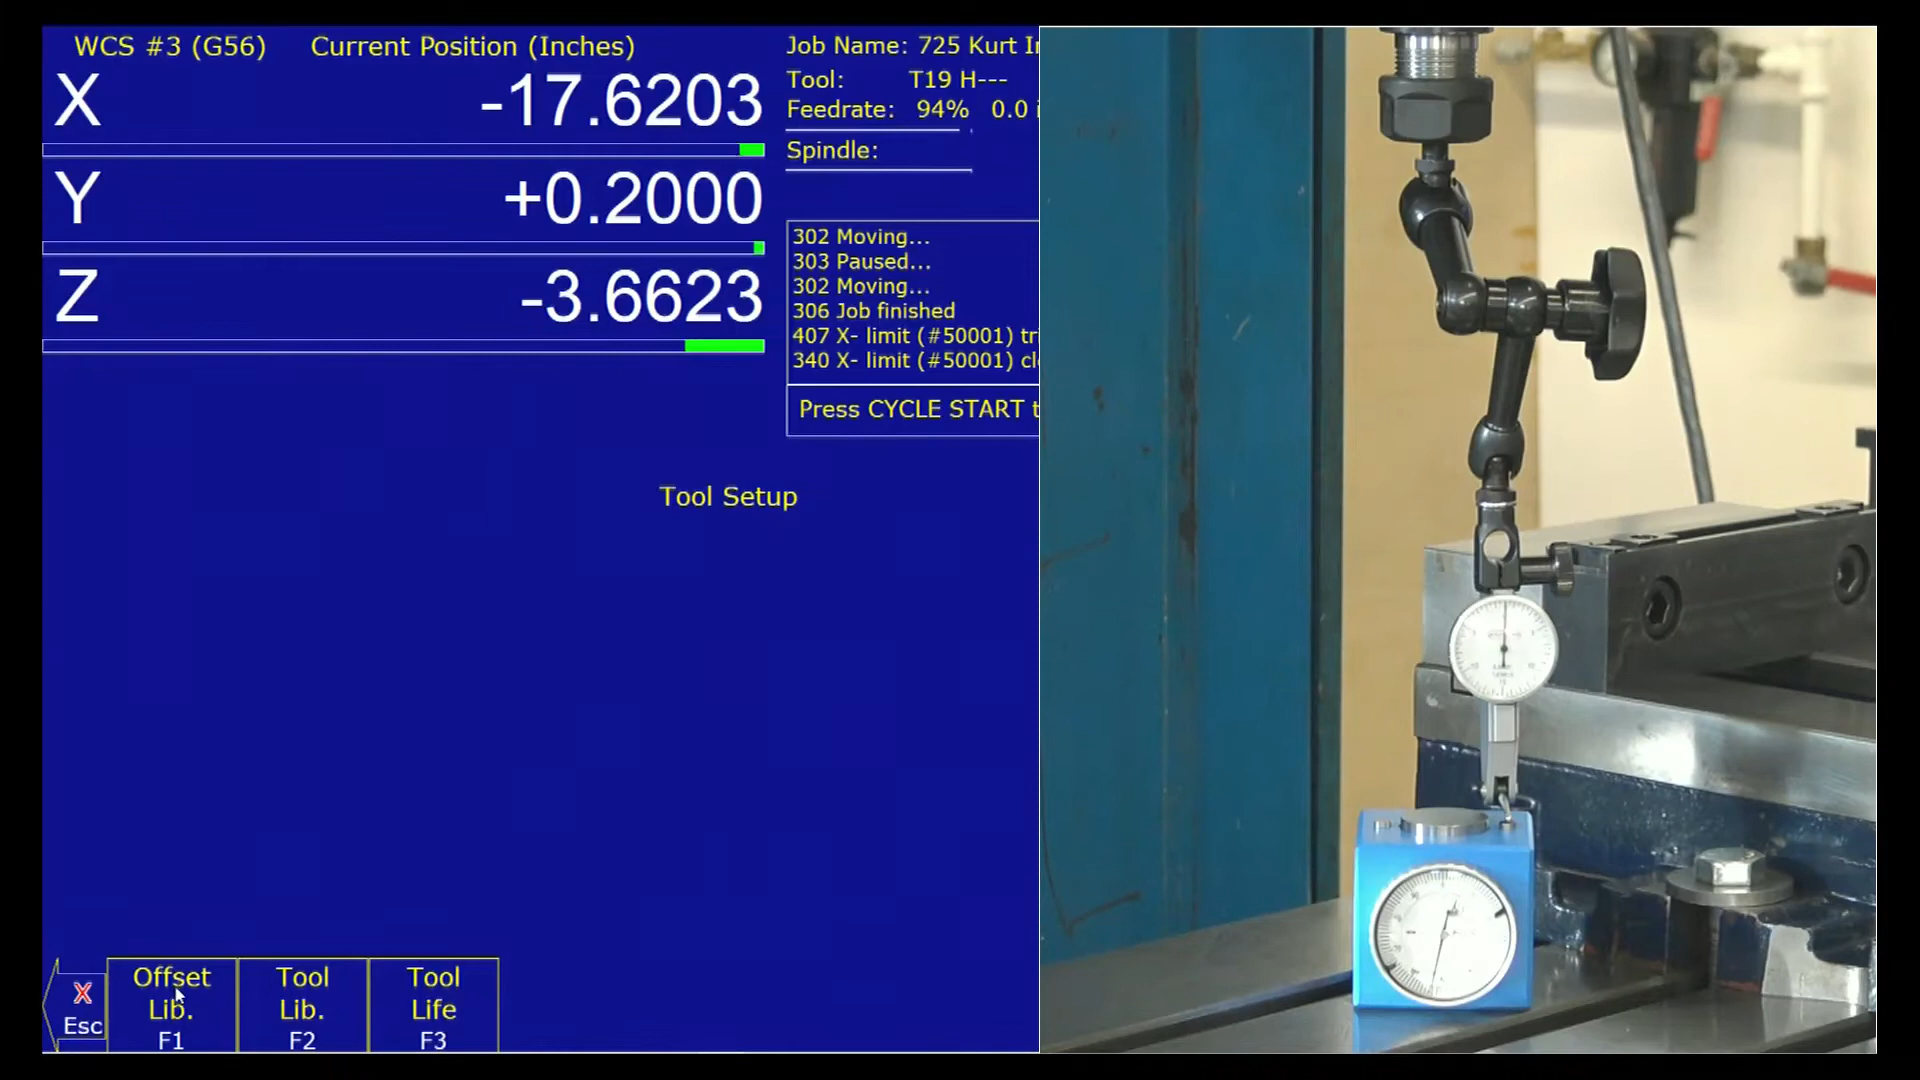 WCS #3 (G56) Current Position (Inches)
X -17.6203
Y +0.2000
Z -3.6623
Job Name: 725 Kurt I
Tool: T19 H---
Feedrate: 94% 0.0
Spindle:
302 Moving...
303 Paused...
302 Moving...
306 Job finished
407 X- limit (#50001) tri
340 X- limit (#50001) cl
Press CYCLE START t
Tool Setup
X
Esc
Offset
Lib.
F1
Tool
Lib.
F2
Tool
Life
F3